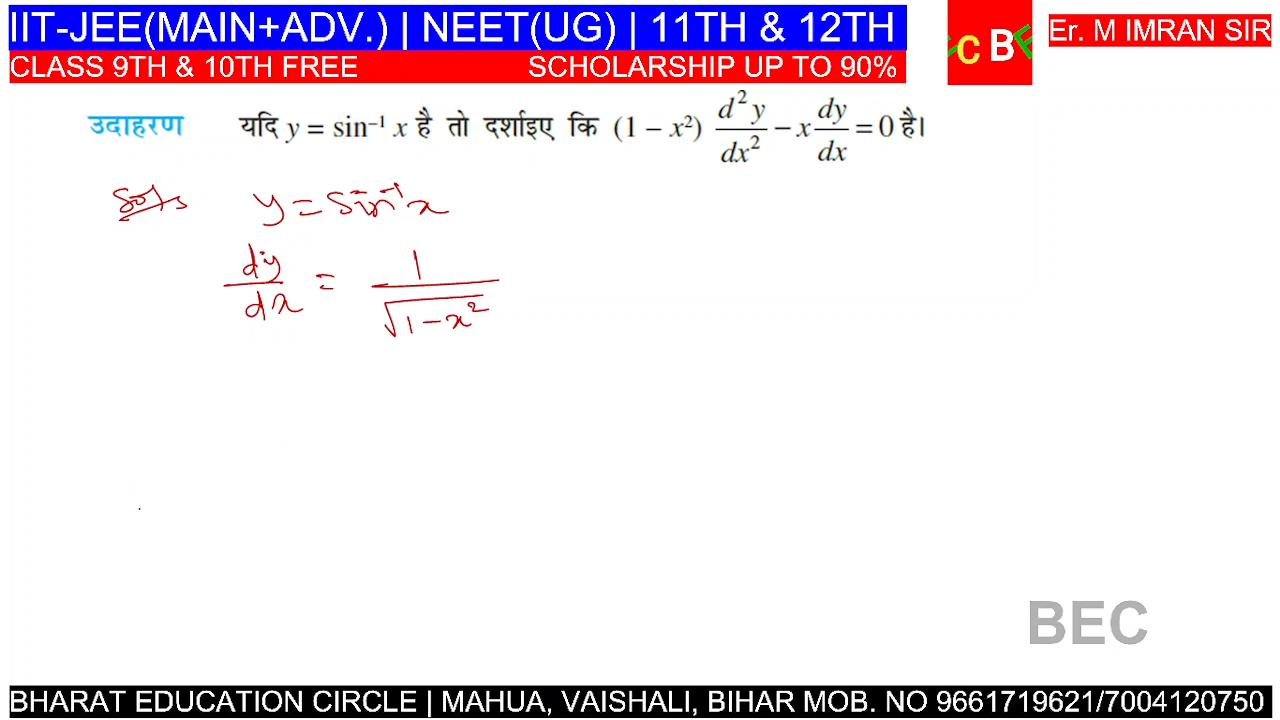 IIT-JEE(MAIN+ADV.) | NEET(UG) | 11TH & 12TH
CBE
Er. M IMRAN SIR
CLASS 9TH & 10TH FREE SCHOLARSHIP UP TO 90%
उदाहरण यदि y = sin⁻¹ x है तो दर्शाइए कि (1 – x²) d²y/dx² − x dy/dx = 0 है।
Sol:
y = sin⁻¹x
dy/dx = 1/√(1−x²)
BEC
BHARAT EDUCATION CIRCLE | MAHUA, VAISHALI, BIHAR MOB. NO 9661719621/7004120750